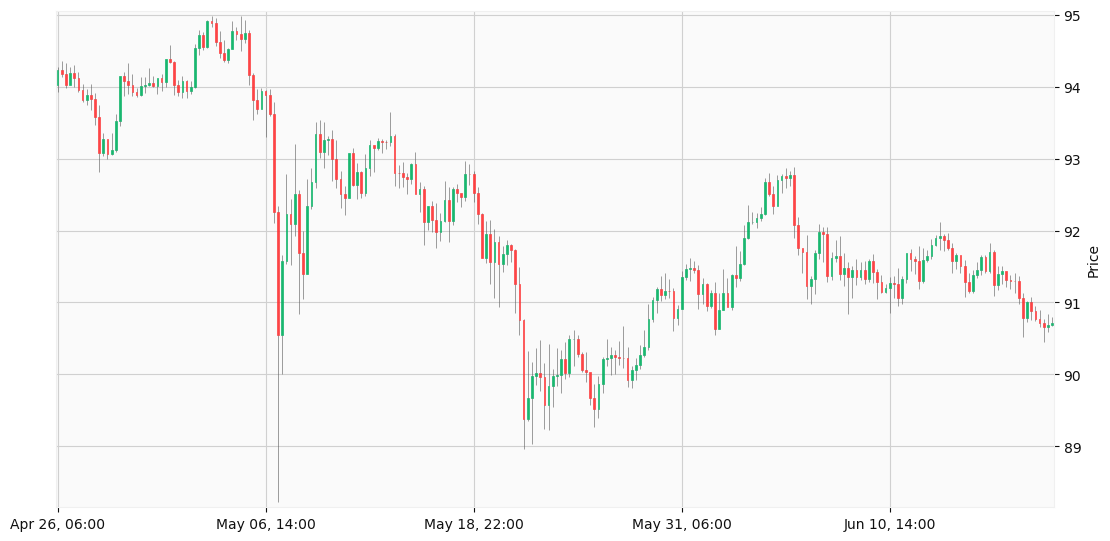 95
94
93
92
91
90
89
Price
Apr 26, 06:00
May 06, 14:00
May 18, 22:00
May 31, 06:00
Jun 10, 14:00